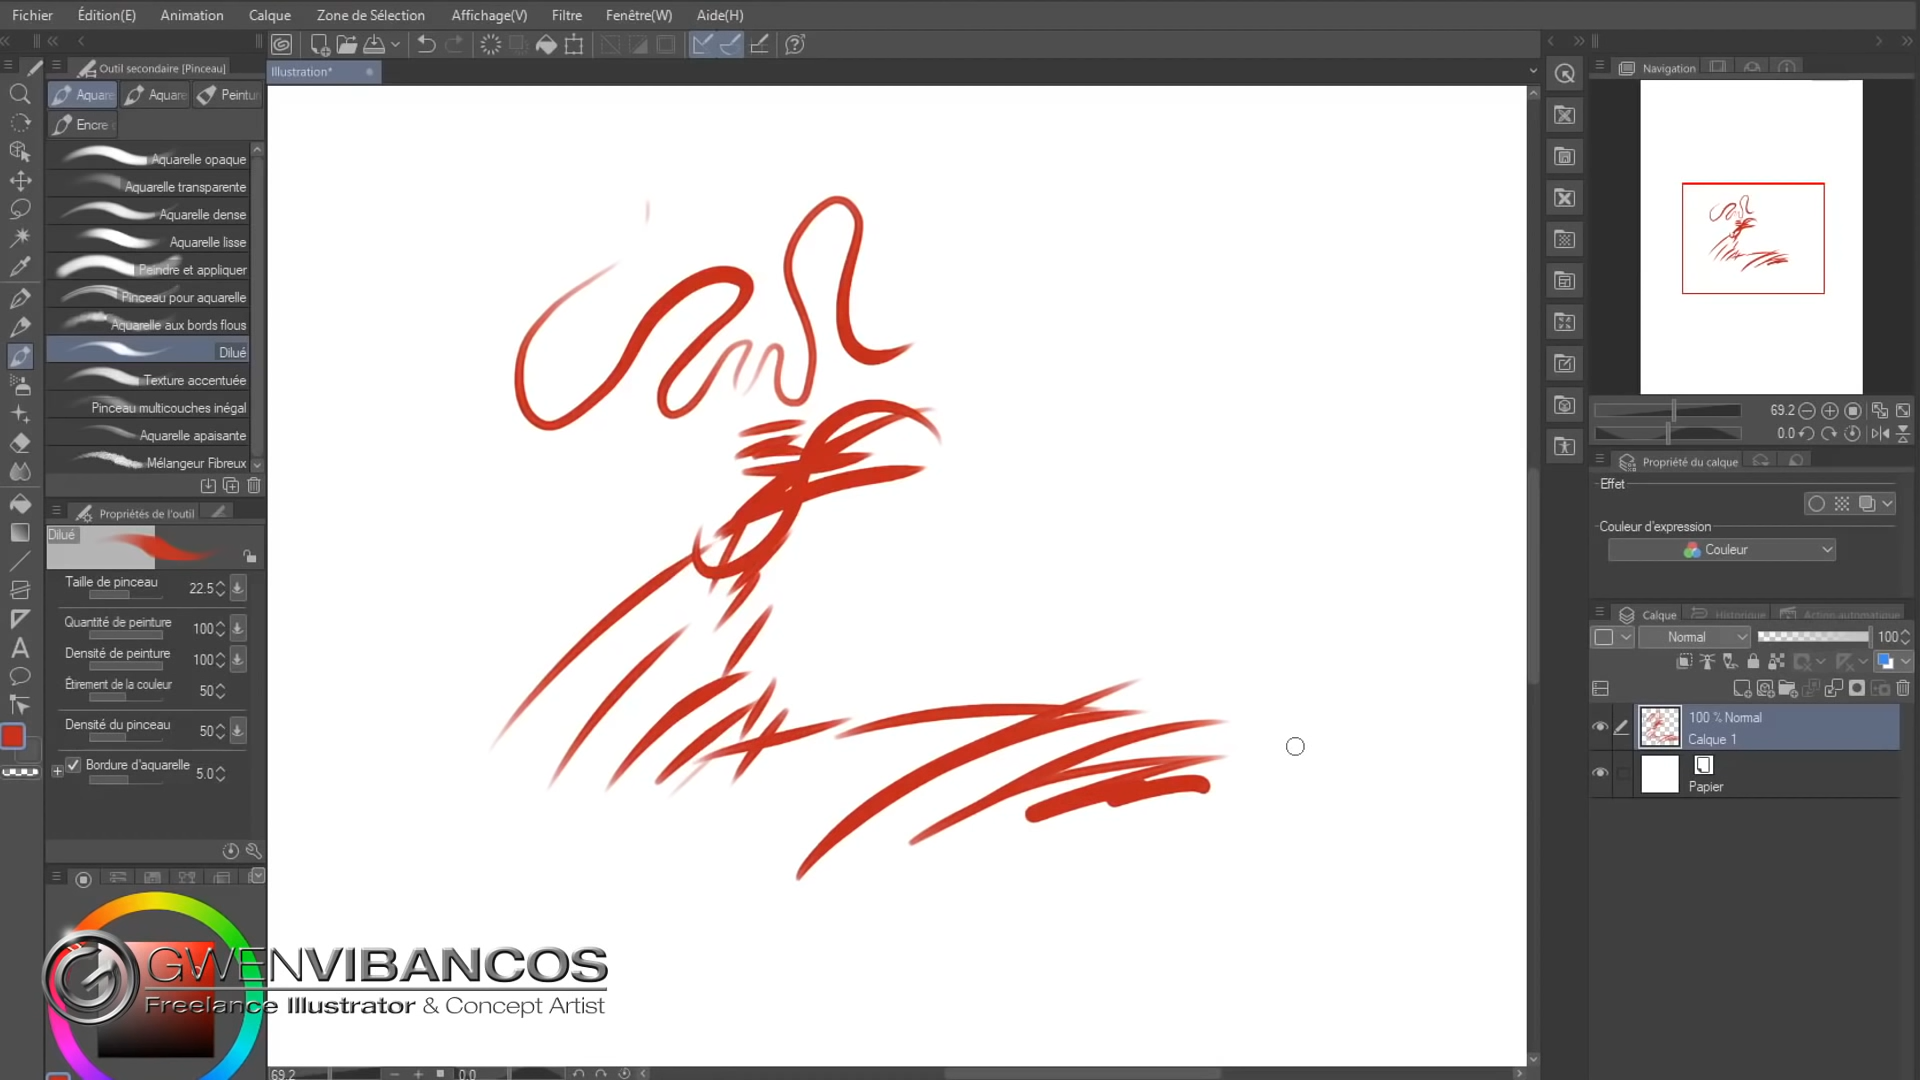 Fichier Édition(E) Animation Calque Zone de Sélection Affichage(V) Filtre Fenêtre(W) Aide(H)
Outil secondaire [Pinceau]
Illustration*
Navigation
Aquare Aquare Peintu
Encre
Aquarelle opaque
Aquarelle transparente
Aquarelle dense
Aquarelle lisse
Peindre et appliquer
Pinceau pour aquarelle
Aquarelle aux bords flous
Dilué
Texture accentuée
Pinceau multicouches inégal
Aquarelle apaisante
Mélangeur Fibreux
Propriétés de l'outil
Dilué
Taille de pinceau 22.5
Quantité de peinture 100
Densité de peinture 100
Étirement de la couleur 50
Densité du pinceau 50
Bordure d'aquarelle 5.0
69.2
0.0
Propriété du calque
Effet
Couleur d'expression
Couleur
Calque Historique Action automatique
Normal 100
100 % Normal
Calque 1
Papier
GWENVIBANCOS
Freelance Illustrator & Concept Artist
69.2 0.0